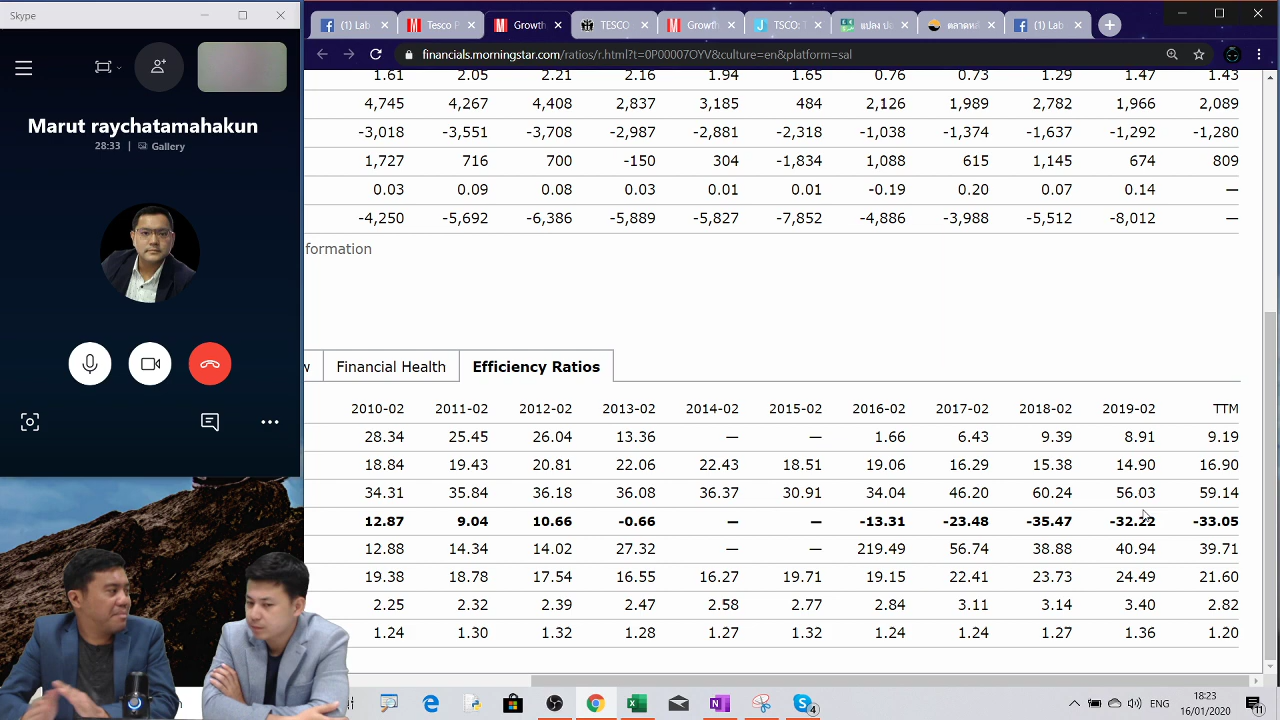 Skype
Marut raychatamahakun
28:33 | Gallery
(1) Lab
Tesco P
Growth
TESCO
Growth
TSCO:
แปลง ปอ
ตลาดหลั
(1) Lab
financials.morningstar.com/ratios/r.html?t=0P00007OYV&culture=en&platform=sal
1.61 2.05 2.21 2.16 1.94 1.65 0.76 0.73 1.29 1.47 1.43
4,745 4,267 4,408 2,837 3,185 484 2,126 1,989 2,782 1,966 2,089
-3,018 -3,551 -3,708 -2,987 -2,881 -2,318 -1,038 -1,374 -1,637 -1,292 -1,280
1,727 716 700 -150 304 -1,834 1,088 615 1,145 674 809
0.03 0.09 0.08 0.03 0.01 0.01 -0.19 0.20 0.07 0.14 —
-4,250 -5,692 -6,386 -5,889 -5,827 -7,852 -4,886 -3,988 -5,512 -8,012 —
formation
w Financial Health Efficiency Ratios
2010-02 2011-02 2012-02 2013-02 2014-02 2015-02 2016-02 2017-02 2018-02 2019-02 TTM
28.34 25.45 26.04 13.36 — — 1.66 6.43 9.39 8.91 9.19
18.84 19.43 20.81 22.06 22.43 18.51 19.06 16.29 15.38 14.90 16.90
34.31 35.84 36.18 36.08 36.37 30.91 34.04 46.20 60.24 56.03 59.14
12.87 9.04 10.66 -0.66 — — -13.31 -23.48 -35.47 -32.22 -33.05
12.88 14.34 14.02 27.32 — — 219.49 56.74 38.88 40.94 39.71
19.38 18.78 17.54 16.55 16.27 19.71 19.15 22.41 23.73 24.49 21.60
2.25 2.32 2.39 2.47 2.58 2.77 2.84 3.11 3.14 3.40 2.82
1.24 1.30 1.32 1.28 1.27 1.32 1.24 1.24 1.27 1.36 1.20
4
ENG
18:23
16/01/2020
11